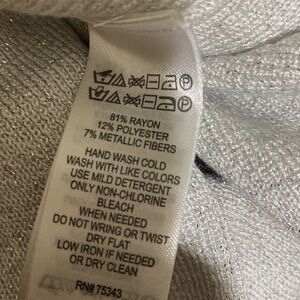 81% RAYON
12% POLYESTER
7% METALLIC FIBERS
HAND WASH COLD
WASH WITH LIKE COLORS
USE MILD DETERGENT
ONLY NON-CHLORINE
BLEACH
WHEN NEEDED
DO NOT WRING OR TWIST
DRY FLAT
LOW IRON IF NEEDED
OR DRY CLEAN
RN# 75343